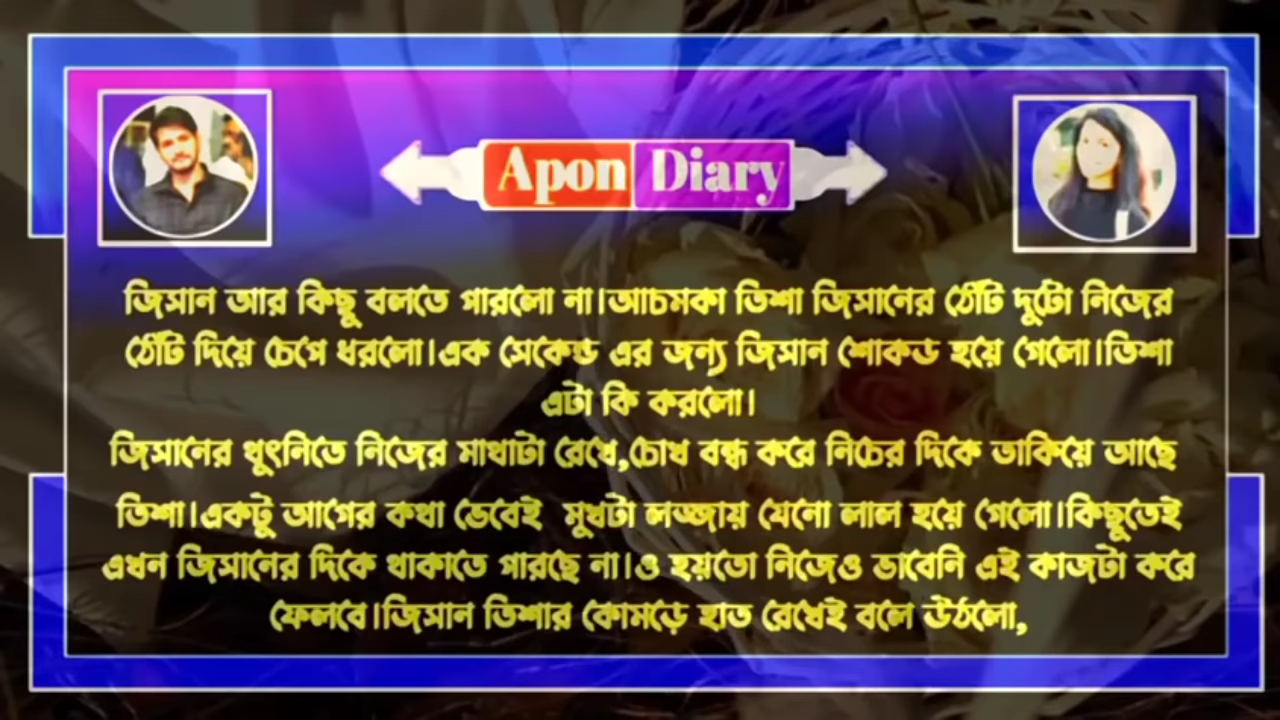 Apon Diary
জিসান আর কিছু বলতে পারলো না।আচমকা তিশা জিসানের ঠোঁট দুটো নিজের
ঠোঁট দিয়ে চেপে ধরলো।এক সেকেন্ড এর জন্য জিসান শোকড হয়ে গেলো।তিশা
এটা কি করলো।
জিসানের থুৎনিতে নিজের মাথাটা রেখে,চোখ বন্ধ করে নিচের দিকে তাকিয়ে আছে
তিশা।একটু আগের কথা ভেবেই মুখটা লজ্জায় যেনো লাল হয়ে গেলো।কিছুতেই
এখন জিসানের দিকে থাকাতে পারছে না।ও হয়তো নিজেও ভাবেনি এই কাজটা করে
ফেলবে।জিসান তিশার কোমড়ে হাত রেখেই বলে উঠলো,